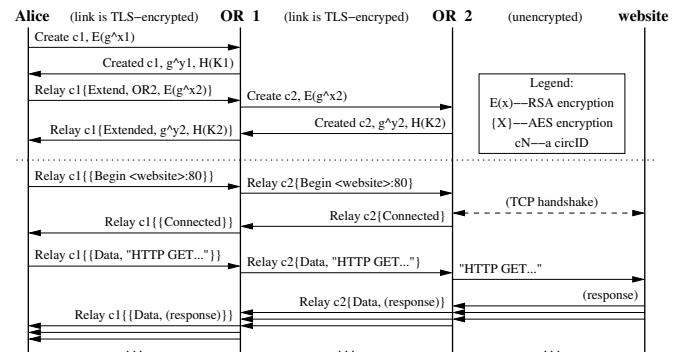 Alice (link is TLS−encrypted) OR 1 (link is TLS−encrypted) OR 2 (unencrypted) website
Create c1, E(g^x1)
Created c1, g^y1, H(K1)
Relay c1{Extend, OR2, E(g^x2)}
Create c2, E(g^x2)
Created c2, g^y2, H(K2)
Relay c1{Extended, g^y2, H(K2)}
Legend:
E(x)−−RSA encryption
{X}−−AES encryption
cN−−a circID
Relay c1{{Begin <website>:80}}
Relay c2{Begin <website>:80}
(TCP handshake)
Relay c2{Connected}
Relay c1{{Connected}}
Relay c1{{Data, "HTTP GET..."}}
Relay c2{Data, "HTTP GET..."}
"HTTP GET..."
(response)
Relay c2{Data, (response)}
Relay c1{{Data, (response)}}
... ... ...